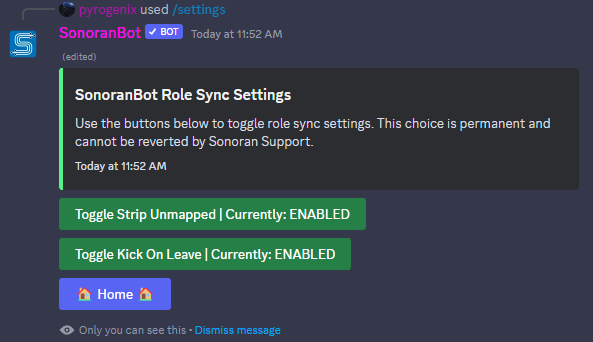 pyrogenix used /settings
SonoranBot ✓ BOT Today at 11:52 AM
(edited)
SonoranBot Role Sync Settings
Use the buttons below to toggle role sync settings. This choice is permanent and
cannot be reverted by Sonoran Support.
Today at 11:52 AM
Toggle Strip Unmapped | Currently: ENABLED
Toggle Kick On Leave | Currently: ENABLED
🏠 Home 🏠
Only you can see this • Dismiss message